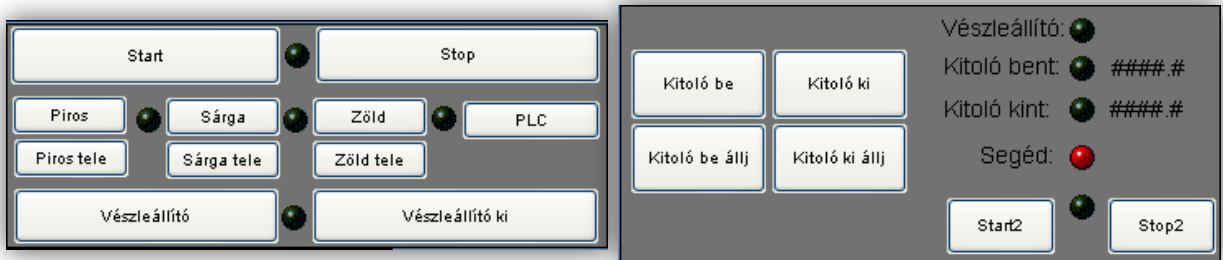 Start Stop
Piros Sárga Zöld PLC
Piros tele Sárga tele Zöld tele
Vészleállító Vészleállító ki
Vészleállító:
Kitoló be Kitoló ki
Kitoló bent: ####.#
Kitoló kint: ####.#
Kitoló be állj Kitoló ki állj
Segéd:
Start2 Stop2